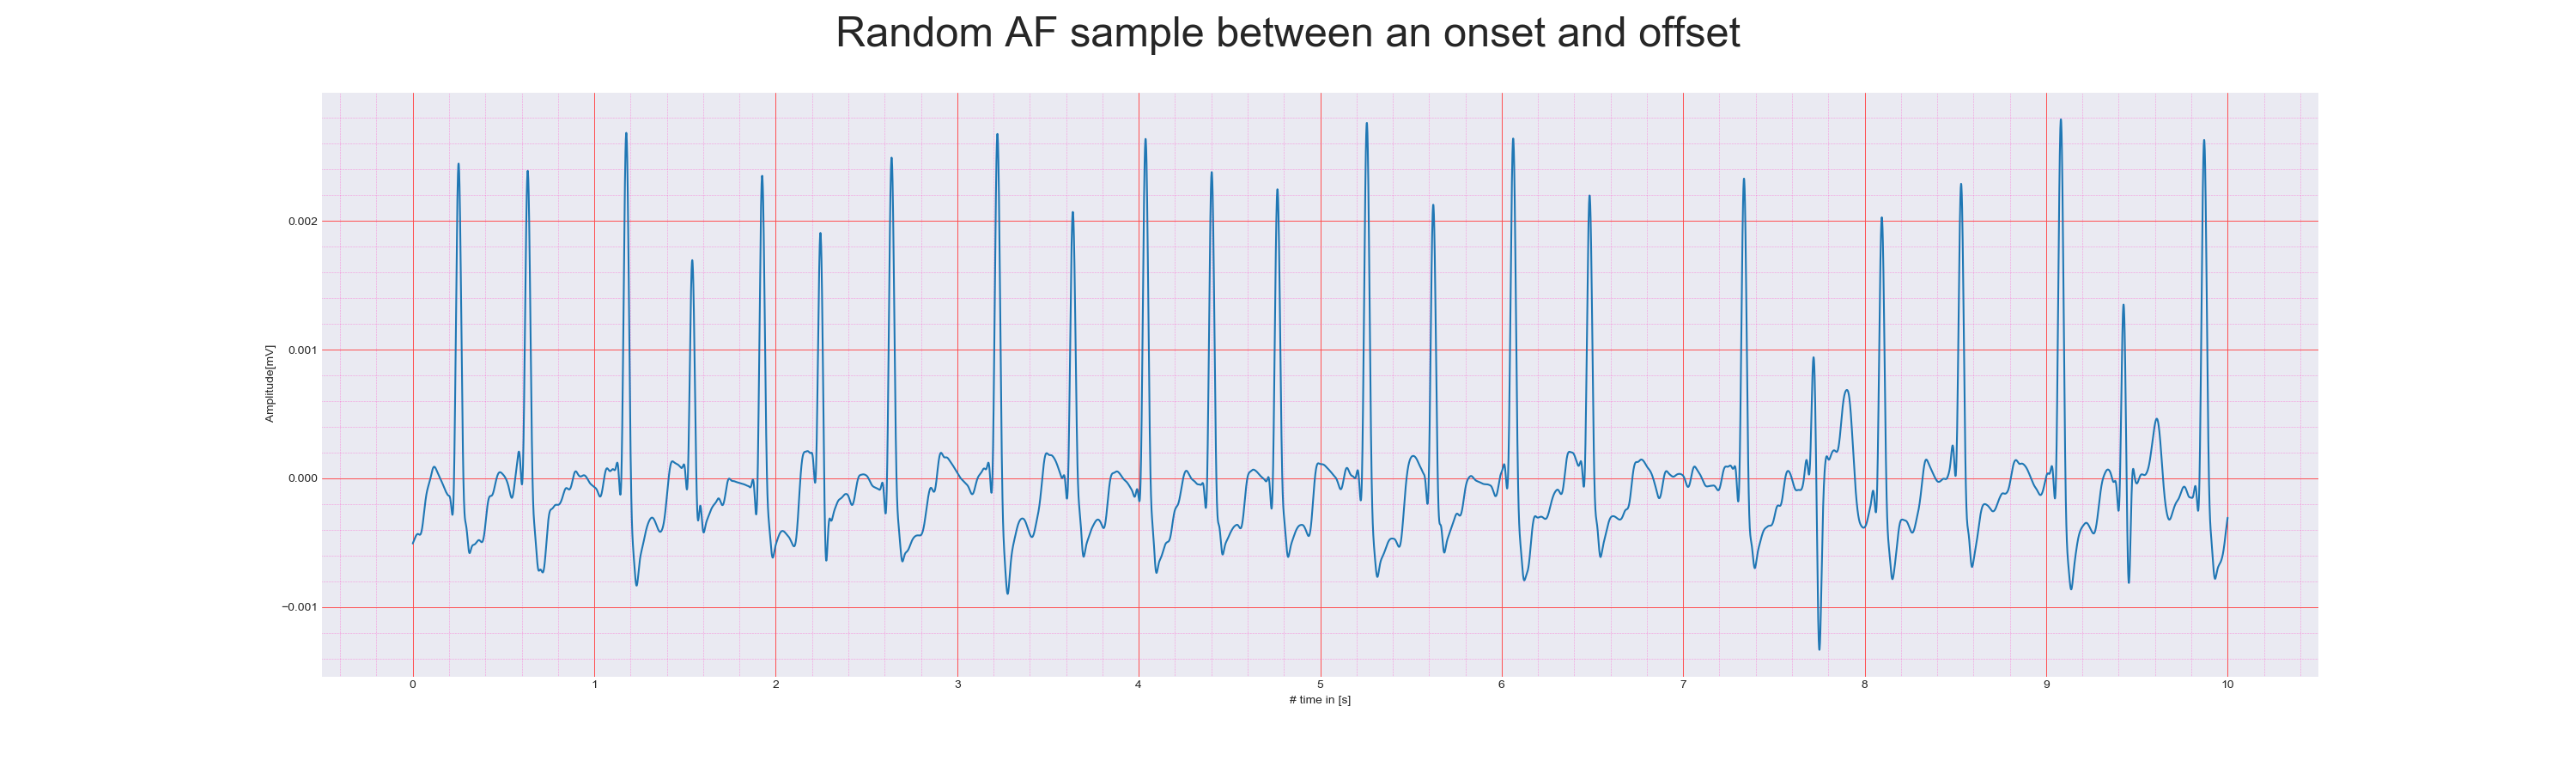 Random AF sample between an onset and offset
0.002
0.001
0.000
−0.001
Amplitude[mV]
0 1 2 3 4 5 6 7 8 9 10
# time in [s]